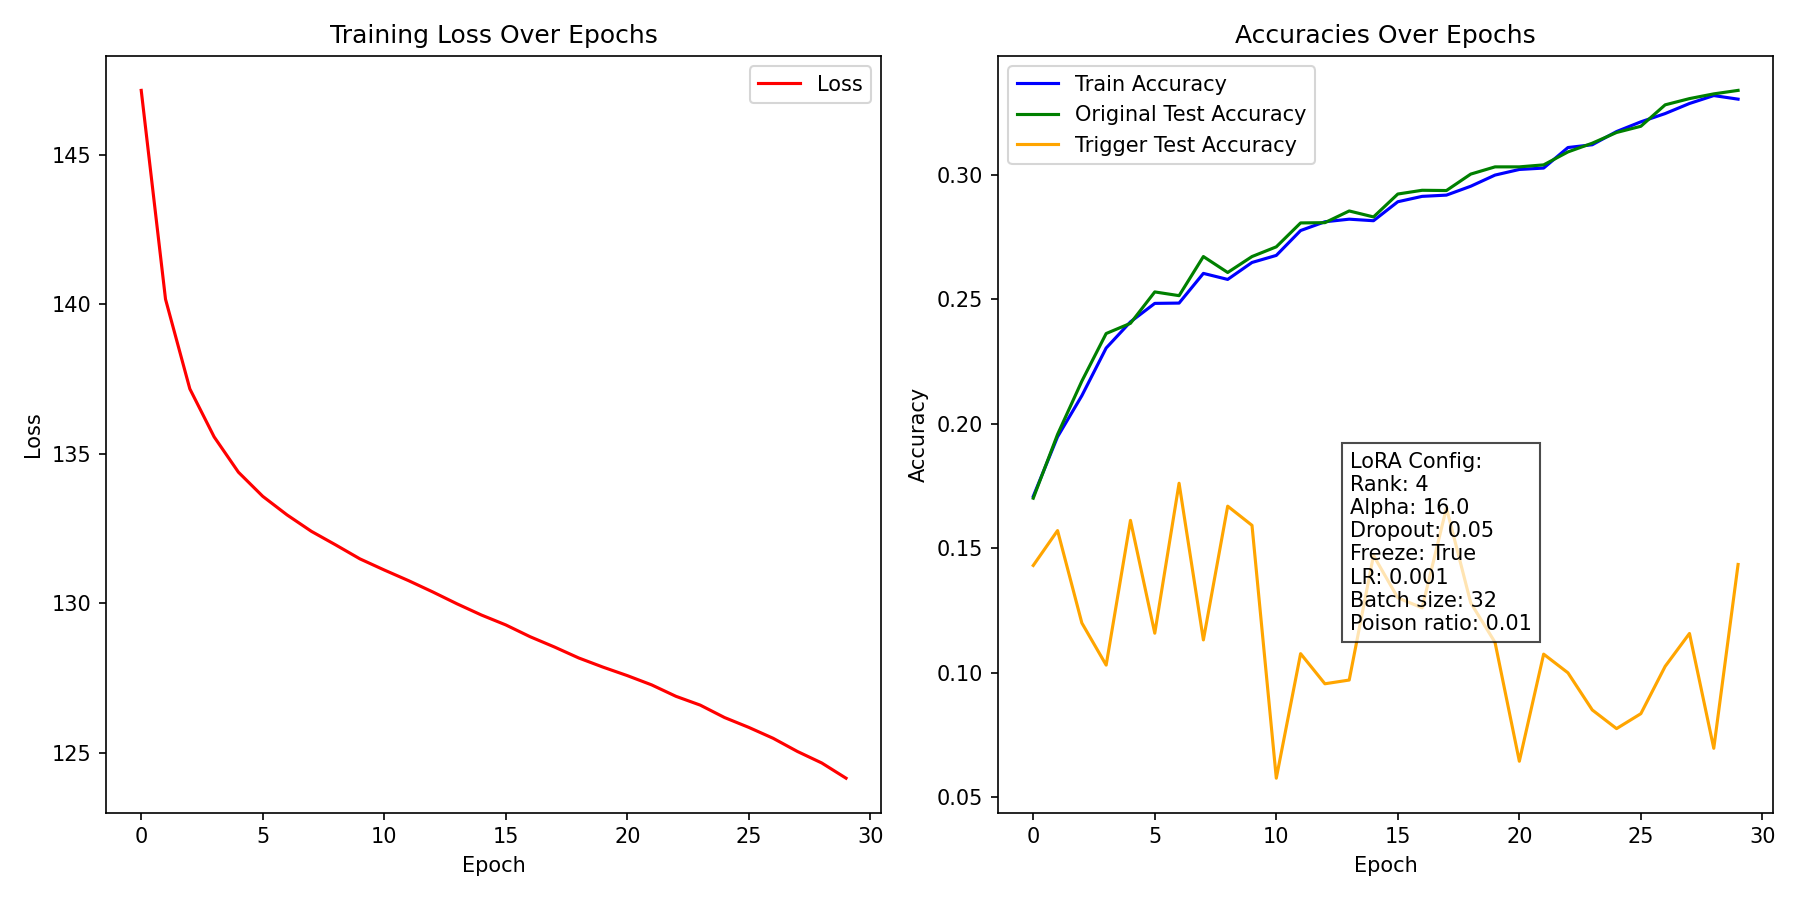 Training Loss Over Epochs
Loss
145
140
135
130
125
Loss
0
5
10
15
20
25
30
Epoch
Accuracies Over Epochs
Train Accuracy
Original Test Accuracy
Trigger Test Accuracy
0.30
0.25
0.20
0.15
0.10
0.05
Accuracy
LoRA Config:
Rank: 4
Alpha: 16.0
Dropout: 0.05
Freeze: True
LR: 0.001
Batch size: 32
Poison ratio: 0.01
0
5
10
15
20
25
30
Epoch